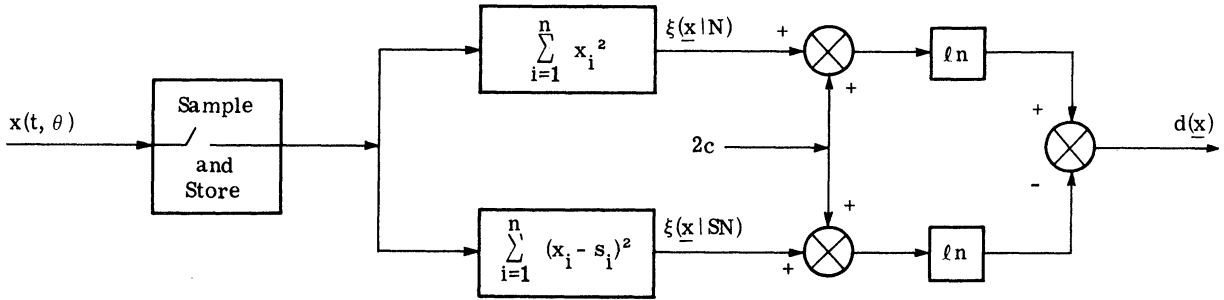 x(t, θ)
Sample
and
Store
n
∑ x_i²
i=1
ξ(x|N)
+
+
ℓn
+
2c
d(x)
-
n
∑ (x_i - s_i)²
i=1
ξ(x|SN)
+
+
ℓn